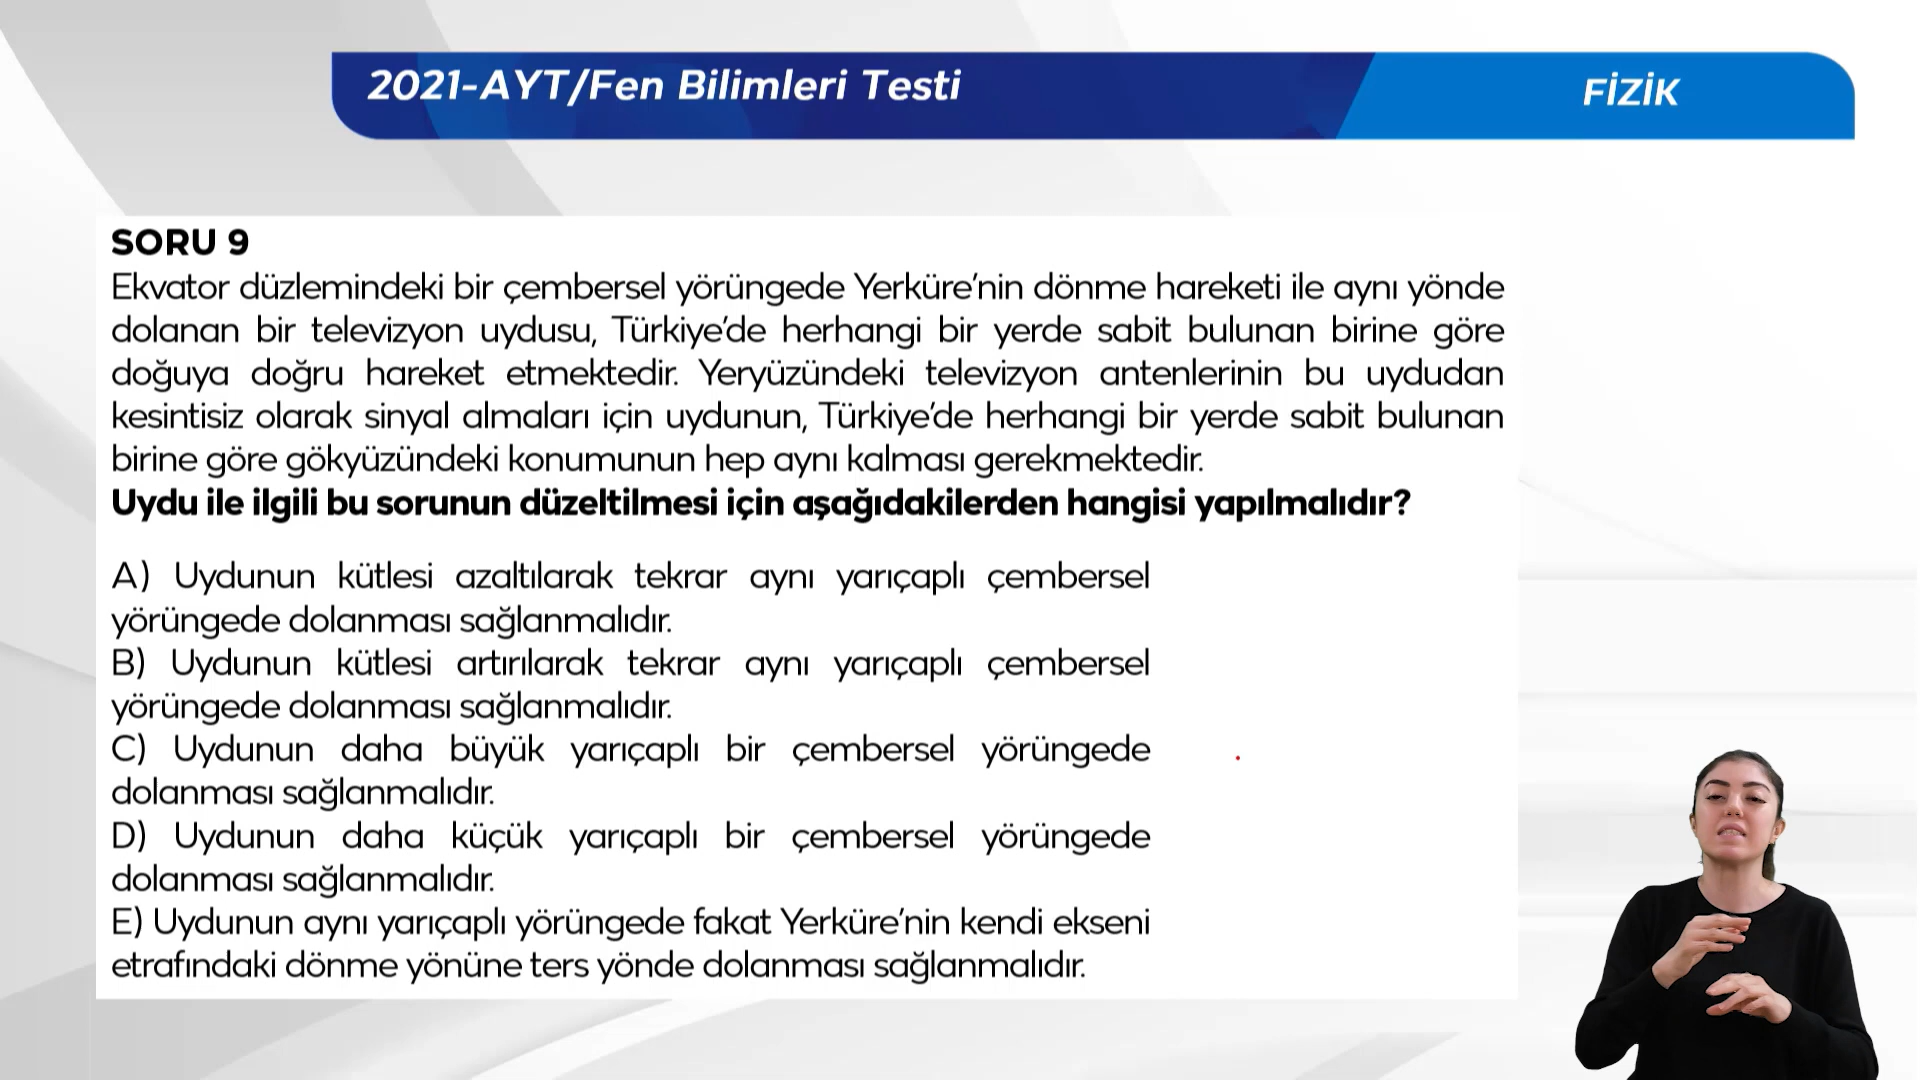 2021-AYT/Fen Bilimleri Testi
FİZİK
SORU 9
Ekvator düzlemindeki bir çembersel yörüngede Yerküre’nin dönme hareketi ile aynı yönde
dolanan bir televizyon uydusu, Türkiye’de herhangi bir yerde sabit bulunan birine göre
doğuya doğru hareket etmektedir. Yeryüzündeki televizyon antenlerinin bu uydudan
kesintisiz olarak sinyal almaları için uydunun, Türkiye’de herhangi bir yerde sabit bulunan
birine göre gökyüzündeki konumunun hep aynı kalması gerekmektedir.
Uydu ile ilgili bu sorunun düzeltilmesi için aşağıdakilerden hangisi yapılmalıdır?
A) Uydunun kütlesi azaltılarak tekrar aynı yarıçaplı çembersel
yörüngede dolanması sağlanmalıdır.
B) Uydunun kütlesi artırılarak tekrar aynı yarıçaplı çembersel
yörüngede dolanması sağlanmalıdır.
C) Uydunun daha büyük yarıçaplı bir çembersel yörüngede
dolanması sağlanmalıdır.
D) Uydunun daha küçük yarıçaplı bir çembersel yörüngede
dolanması sağlanmalıdır.
E) Uydunun aynı yarıçaplı yörüngede fakat Yerküre’nin kendi ekseni
etrafındaki dönme yönüne ters yönde dolanması sağlanmalıdır.